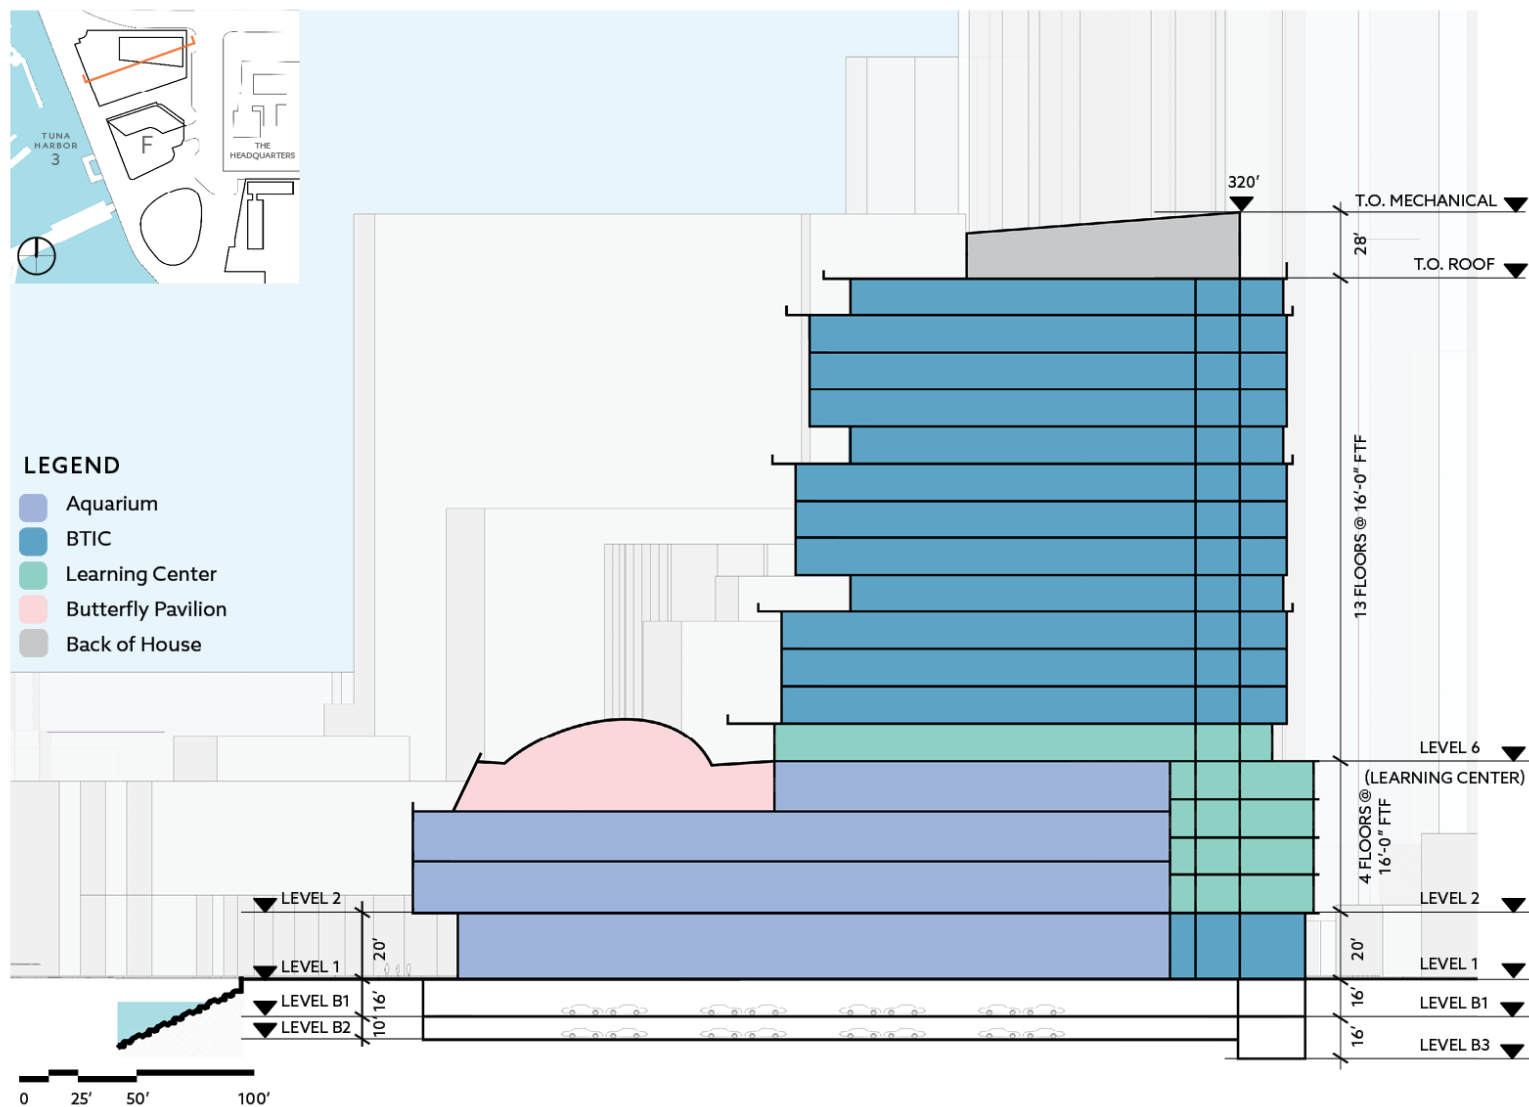 TUNA
HARBOR
3
F
THE
HEADQUARTERS
320'
T.O. MECHANICAL
28'
T.O. ROOF
13 FLOORS @ 16'-0" FTF
LEGEND
Aquarium
BTIC
Learning Center
Butterfly Pavilion
Back of House
LEVEL 6
(LEARNING CENTER)
4 FLOORS @
16'-0" FTF
LEVEL 2
LEVEL 2
20'
20'
LEVEL 1
LEVEL 1
LEVEL B1
16'
16'
LEVEL B1
LEVEL B2
10'
16'
LEVEL B3
0 25' 50' 100'